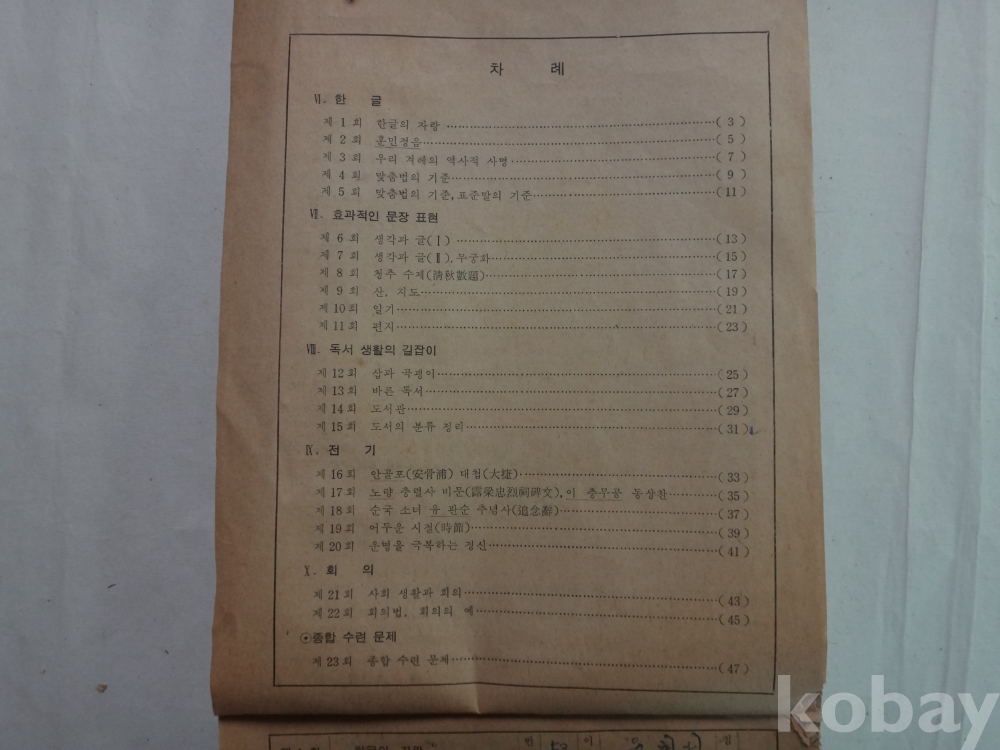 차 례
Ⅵ. 한 글
제 1 회 한글의 자랑 ( 3 )
제 2 회 훈민정음 ( 5 )
제 3 회 우리 겨레의 역사적 사명 ( 7 )
제 4 회 맞춤법의 기준 ( 9 )
제 5 회 맞춤법의 기준, 표준말의 기준 (11)
Ⅶ. 효과적인 문장 표현
제 6 회 생각과 글(Ⅰ) (13)
제 7 회 생각과 글(Ⅱ), 무궁화 (15)
제 8 회 청추 수제(清秋數題) (17)
제 9 회 산, 지도 (19)
제 10 회 일기 (21)
제 11 회 편지 (23)
Ⅷ. 독서 생활의 길잡이
제 12 회 삽과 곡괭이 (25)
제 13 회 바른 독서 (27)
제 14 회 도서관 (29)
제 15 회 도서의 분류 정리 (31)
Ⅸ. 전 기
제 16 회 안골포(安骨浦) 대첩(大捷) (33)
제 17 회 노량 충렬사 비문(露梁忠烈祠碑文), 이 충무공 동상찬 (35)
제 18 회 순국 소녀 유 관순 추념사(追念辭) (37)
제 19 회 어두운 시절(時節) (39)
제 20 회 운명을 극복하는 정신 (41)
Ⅹ. 회 의
제 21 회 사회 생활과 회의 (43)
제 22 회 회의법, 회의의 예 (45)
⊙종합 수련 문제
제 23 회 종합 수련 문제 (47)
kobay